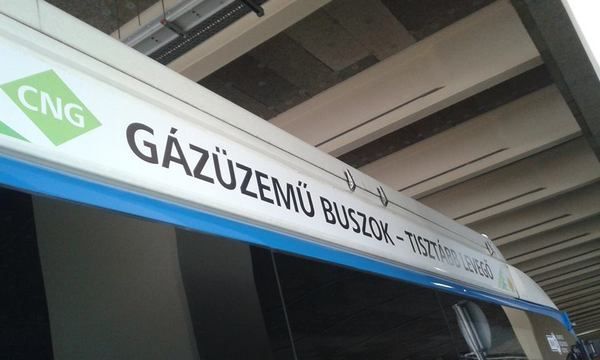 CNG
GÁZÜZEMŰ BUSZOK – TISZTÁBB LEVEGŐ